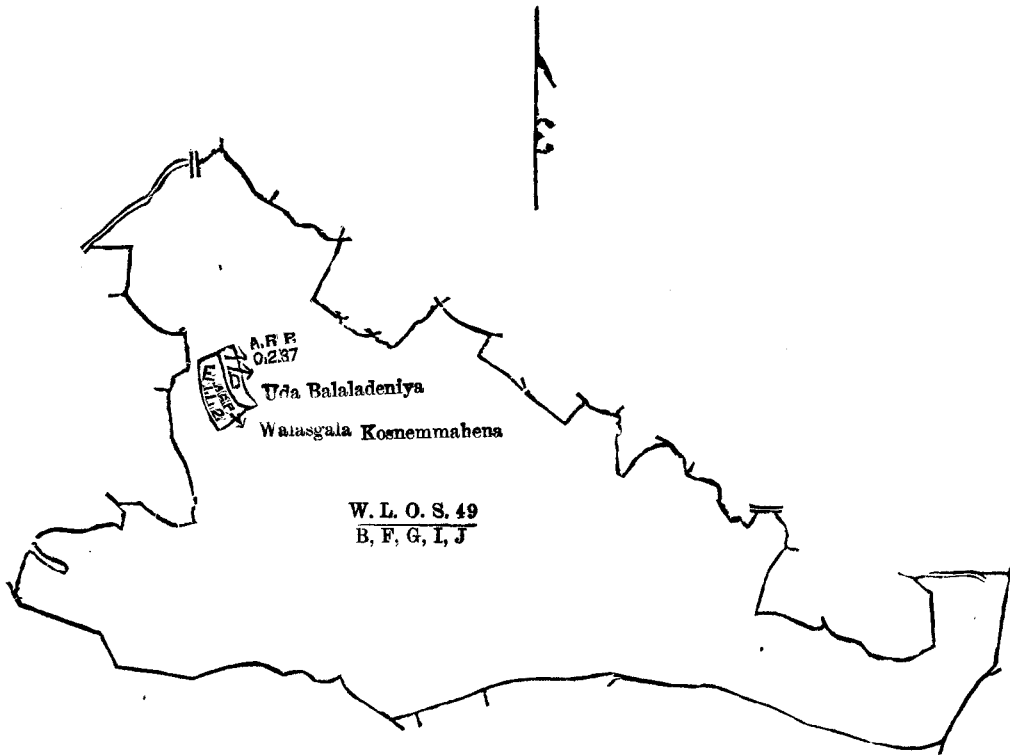 A. R P.
0.2.37
Uda Balaladeniya
Walasgala Kosnemmahena
W. L. O. S. 49
B, F, G, I, J